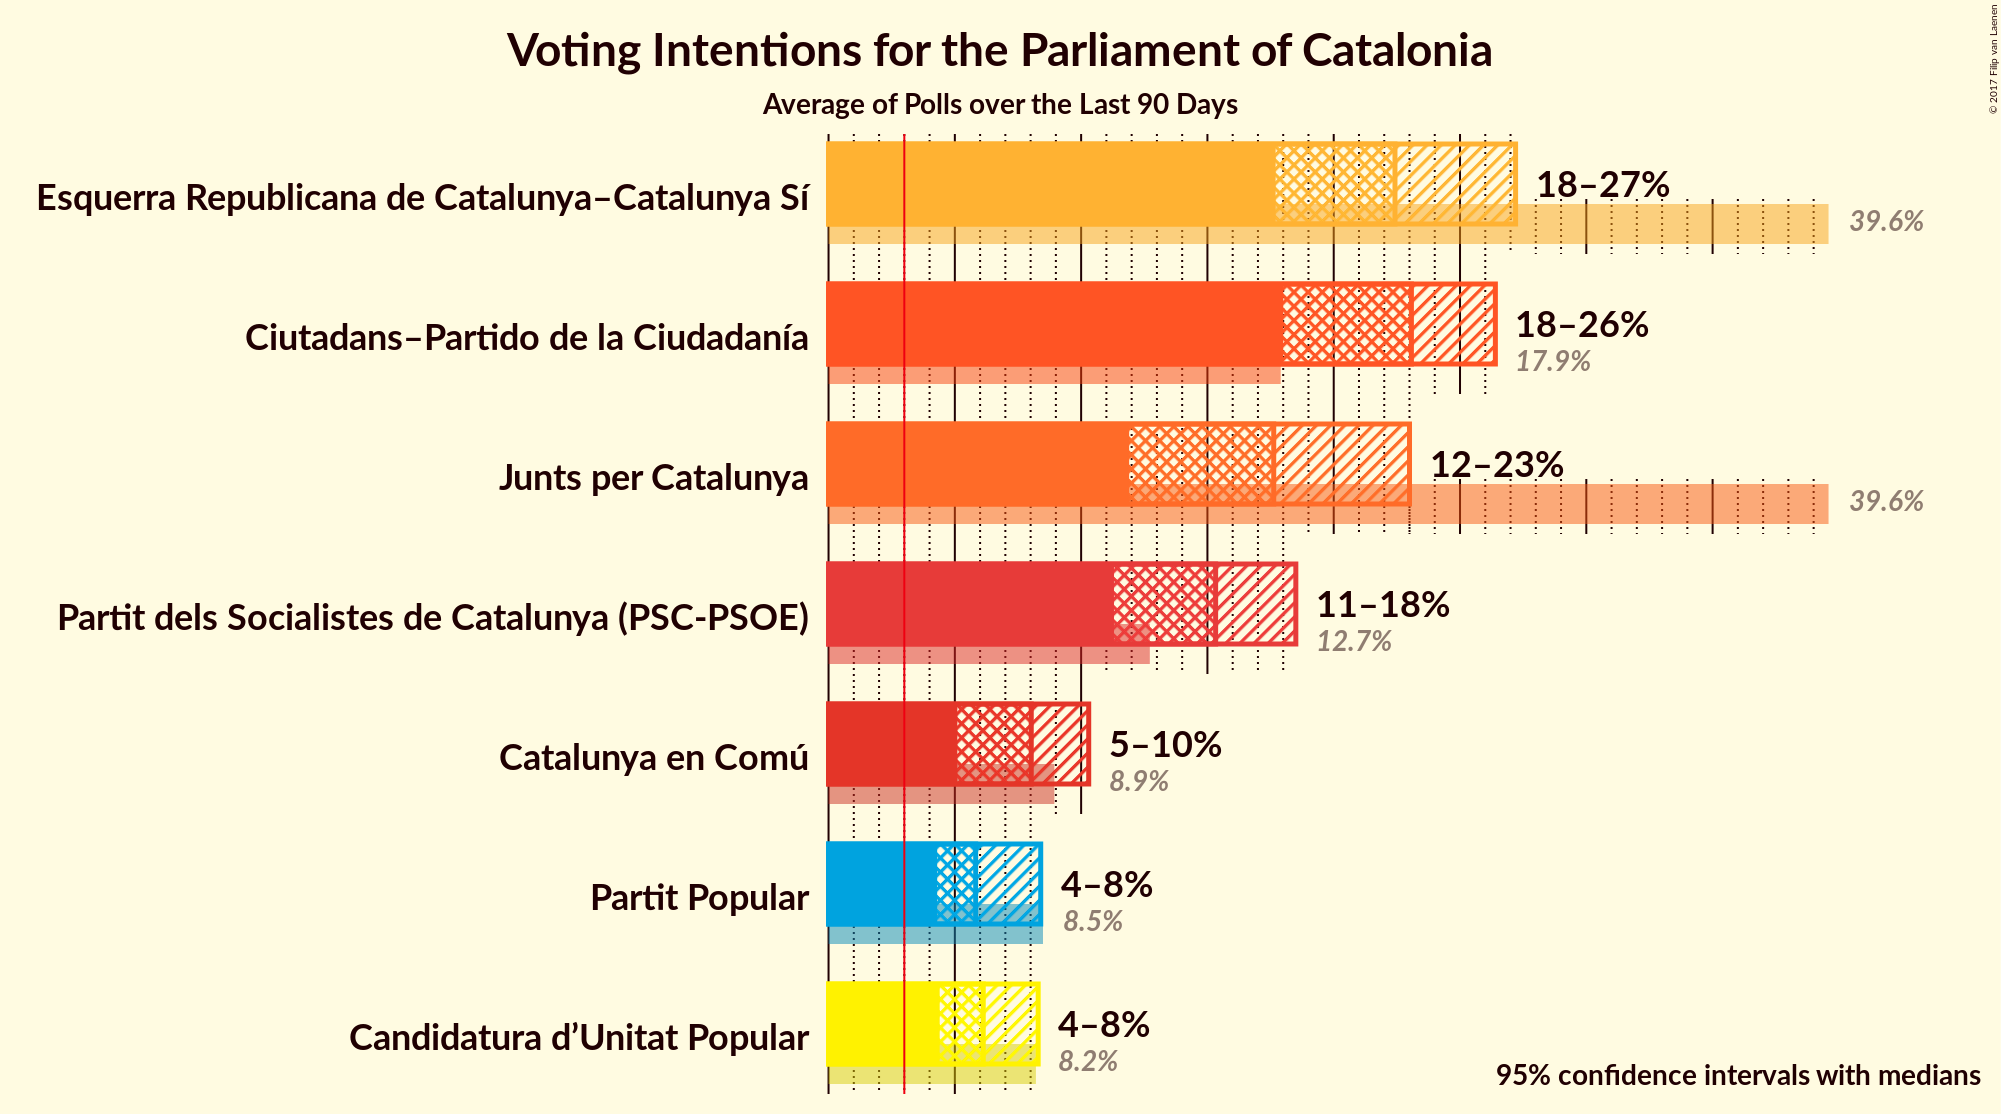 Voting Intentions for the Parliament of Catalonia
Average of Polls over the Last 90 Days
© 2017 Filip van Laenen
Esquerra Republicana de Catalunya–Catalunya Sí
18–27%
39.6%
Ciutadans–Partido de la Ciudadanía
18–26%
17.9%
Junts per Catalunya
12–23%
39.6%
Partit dels Socialistes de Catalunya (PSC-PSOE)
11–18%
12.7%
Catalunya en Comú
5–10%
8.9%
Partit Popular
4–8%
8.5%
Candidatura d’Unitat Popular
4–8%
8.2%
95% confidence intervals with medians